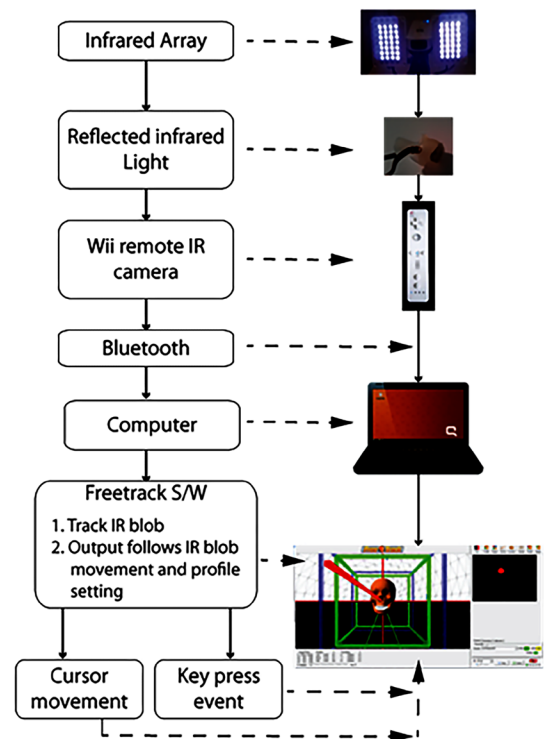 Infrared Array
Reflected infrared
Light
Wii remote IR
camera
Bluetooth
Computer
Freetrack S/W
1. Track IR blob
2. Output follows IR blob
movement and profile
setting
Cursor
movement
Key press
event